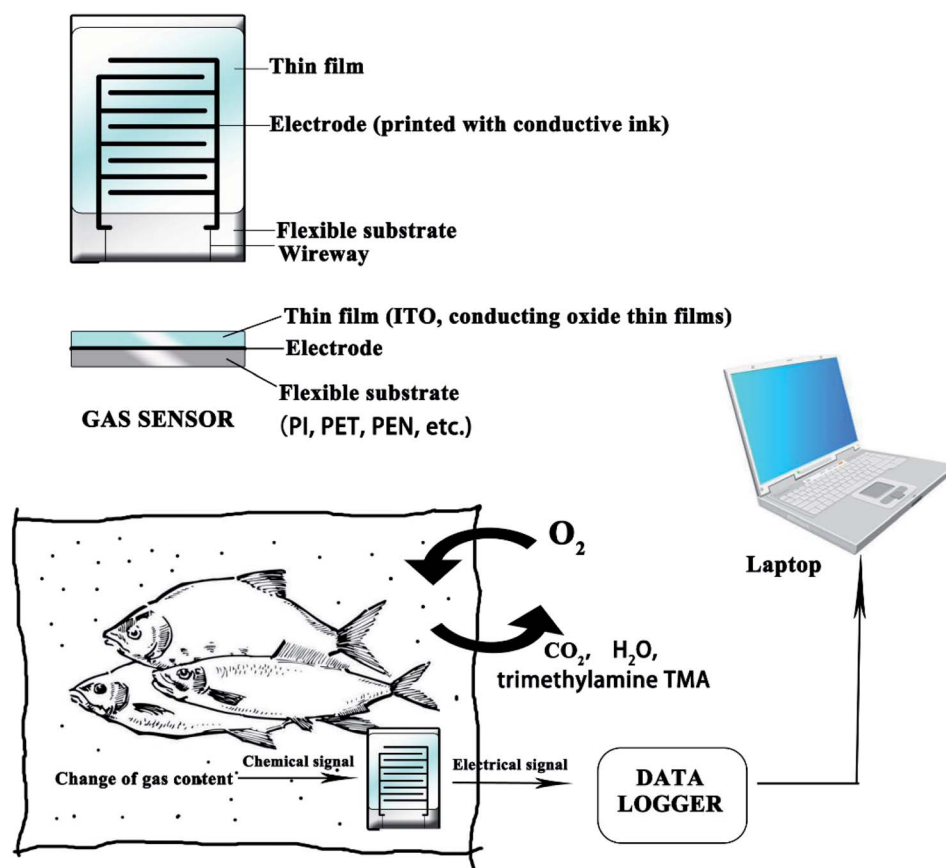 Thin film
Electrode (printed with conductive ink)
Flexible substrate
Wireway
Thin film (ITO, conducting oxide thin films)
Electrode
Flexible substrate
(PI, PET, PEN, etc.)
GAS SENSOR
Laptop
O₂
CO₂, H₂O,
trimethylamine TMA
Change of gas content
Chemical signal
Electrical signal
DATA
LOGGER